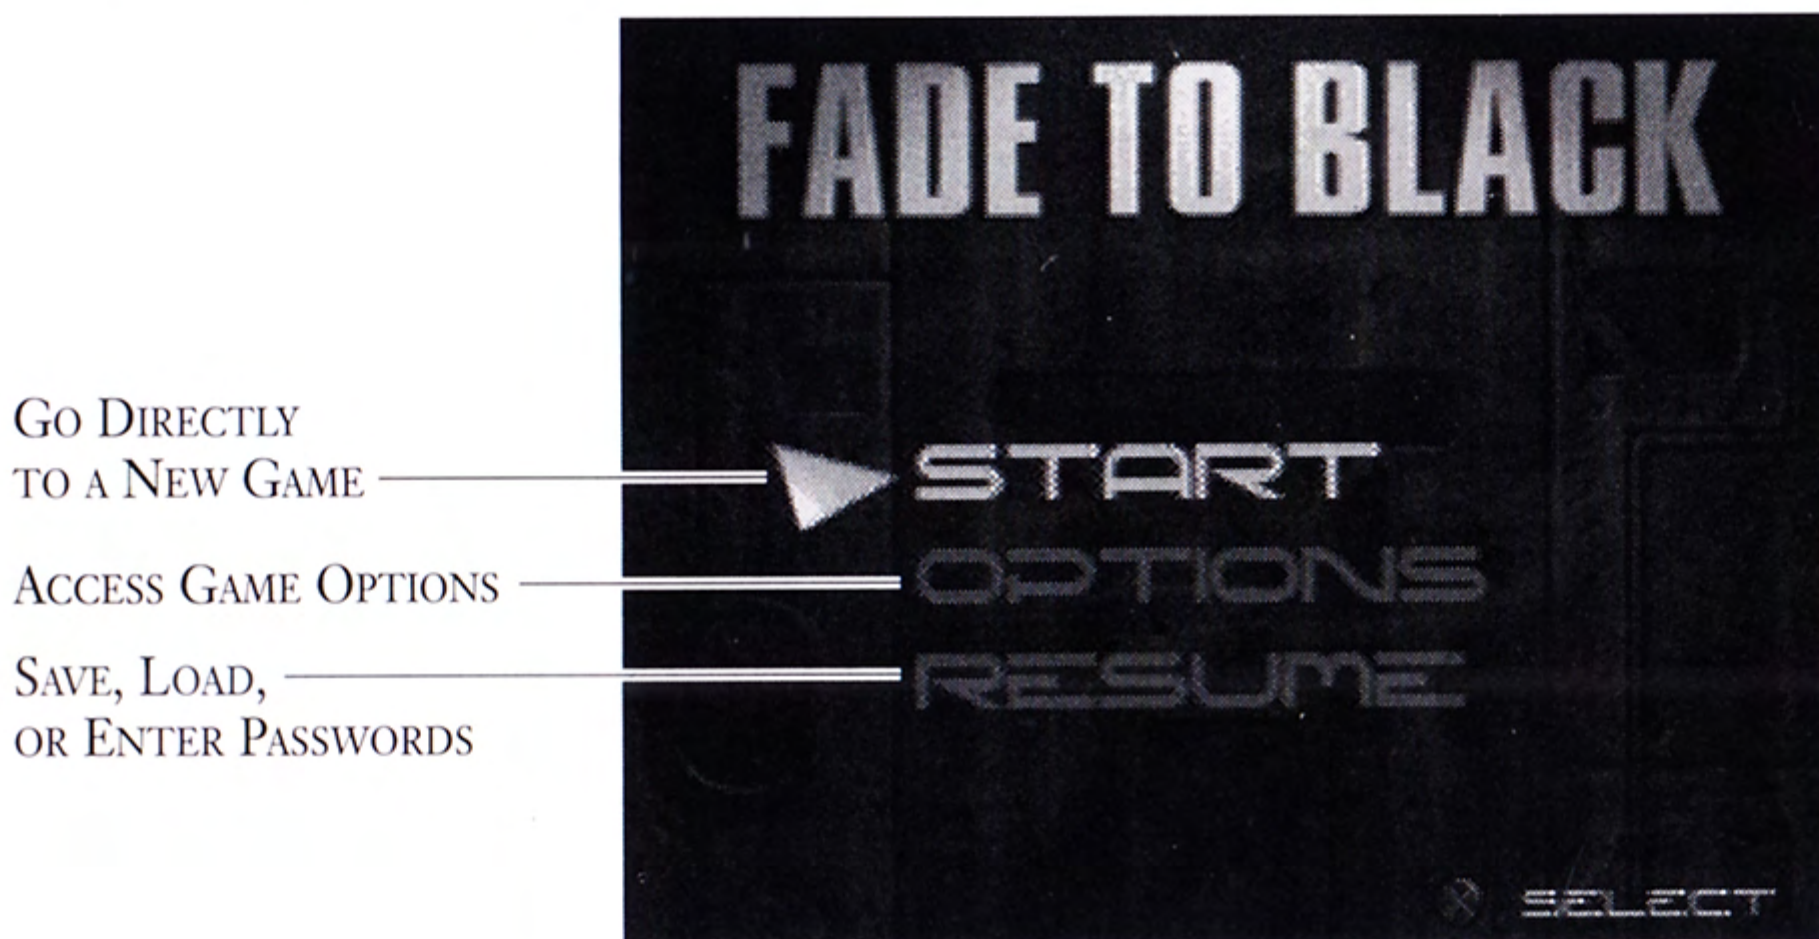 FADE TO BLACK
GO DIRECTLY
TO A NEW GAME
START
ACCESS GAME OPTIONS
OPTIONS
SAVE, LOAD,
OR ENTER PASSWORDS
RESUME
SELECT